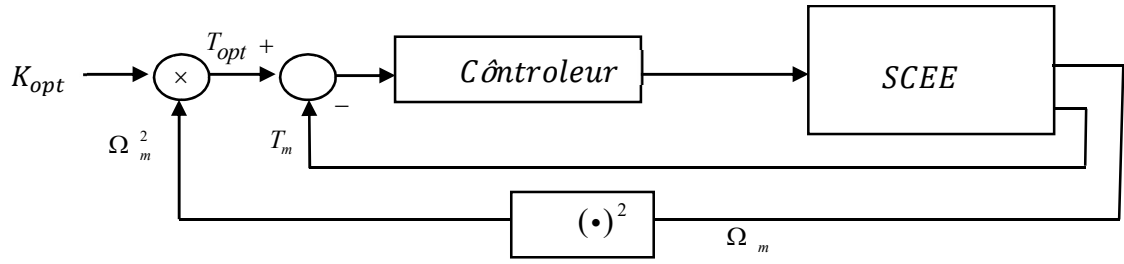 K_opt
×
T_opt
+
−
Côntroleur
SCEE
Ω_m^2
T_m
(•)^2
Ω_m